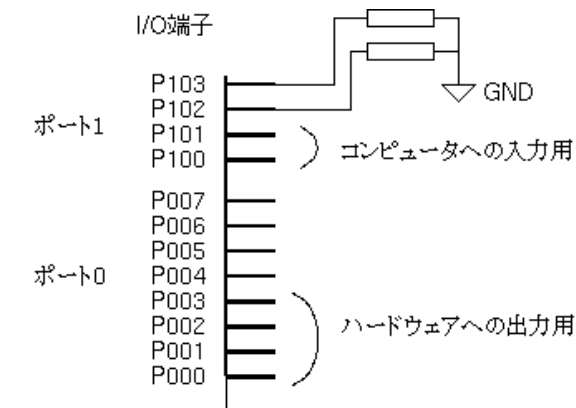 I/O端子
P103
P102
GND
ポート1
P101
P100
コンピュータへの入力用
P007
P006
P005
ポート0
P004
P003
P002
ハードウェアへの出力用
P001
P000